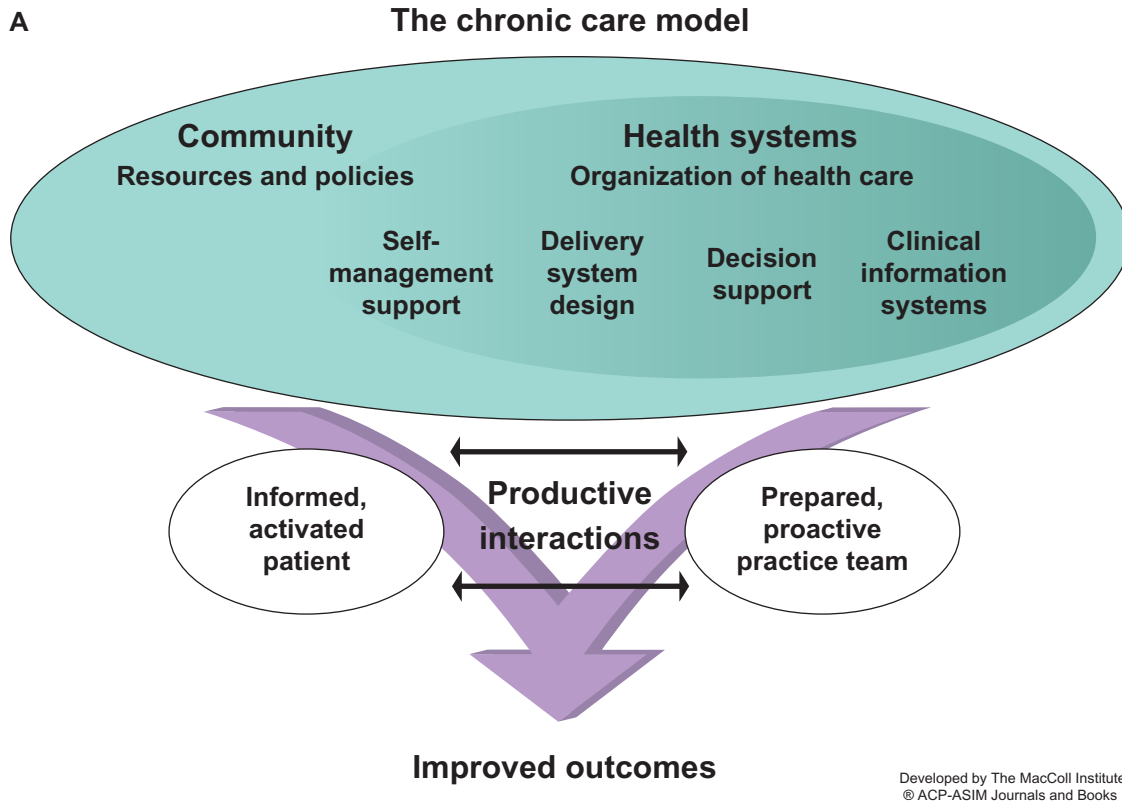 A
The chronic care model
Community
Resources and policies
Health systems
Organization of health care
Self-
management
support
Delivery
system
design
Decision
support
Clinical
information
systems
Informed,
activated
patient
Productive
interactions
Prepared,
proactive
practice team
Improved outcomes
Developed by The MacColl Institute
® ACP-ASIM Journals and Books